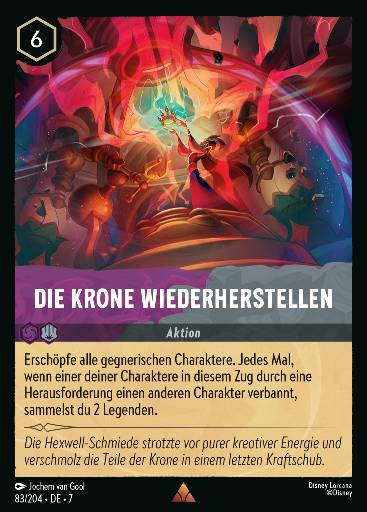 6
DIE KRONE WIEDERHERSTELLEN
Aktion
Erschöpfe alle gegnerischen Charaktere. Jedes Mal,
wenn einer deiner Charaktere in diesem Zug durch eine
Herausforderung einen anderen Charakter verbannt,
sammelst du 2 Legenden.
Die Hexwell-Schmiede strotzte vor purer kreativer Energie und
verschmolz die Teile der Krone in einem letzten Kraftschub.
Jochem van Gool
83/204 • DE • 7
Disney Lorcana
©Disney